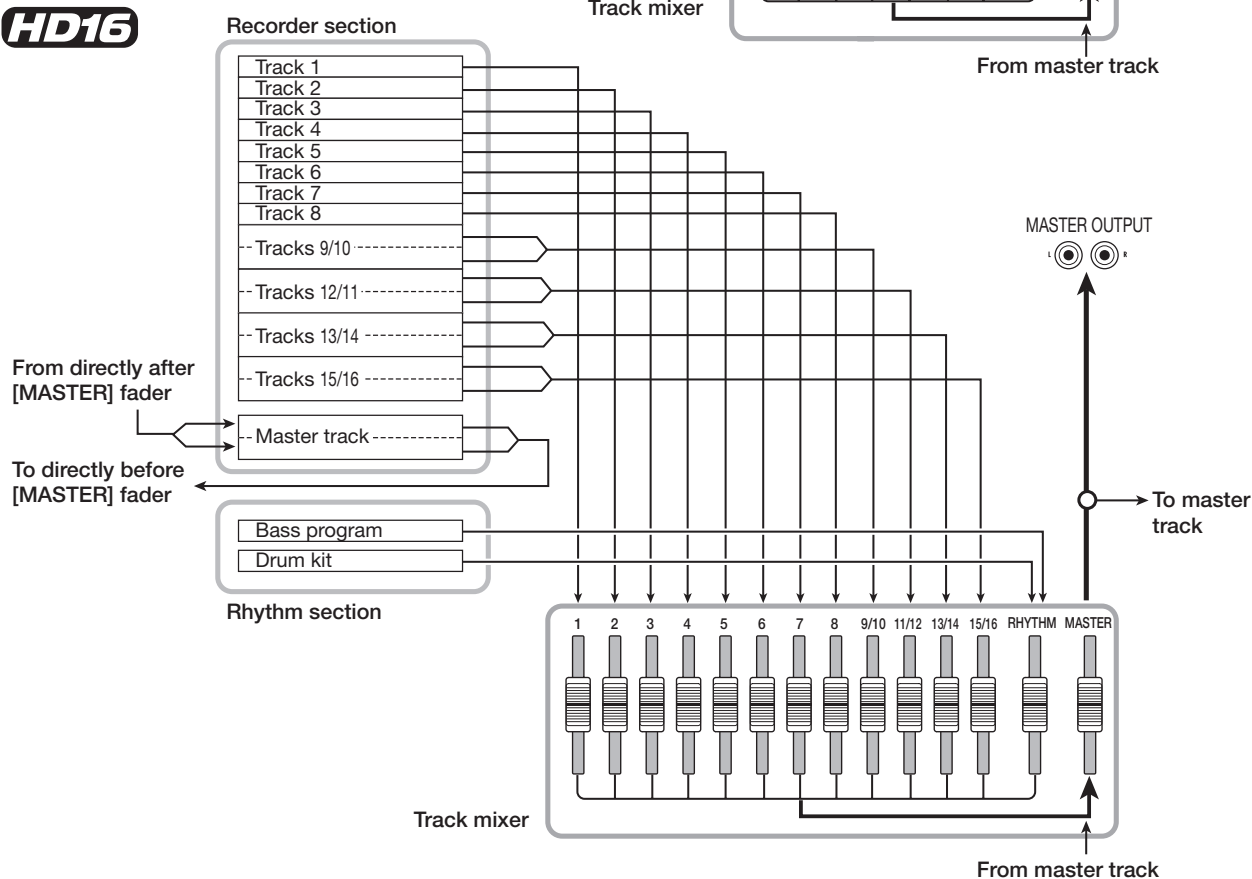 Track mixer
From master track
HD16
Recorder section
Track 1
Track 2
Track 3
Track 4
Track 5
Track 6
Track 7
Track 8
Tracks 9/10
Tracks 12/11
Tracks 13/14
Tracks 15/16
Master track
From directly after
[MASTER] fader
To directly before
[MASTER] fader
MASTER OUTPUT
L R
To master
track
Bass program
Drum kit
Rhythm section
1 2 3 4 5 6 7 8 9/10 11/12 13/14 15/16 RHYTHM MASTER
Track mixer
From master track